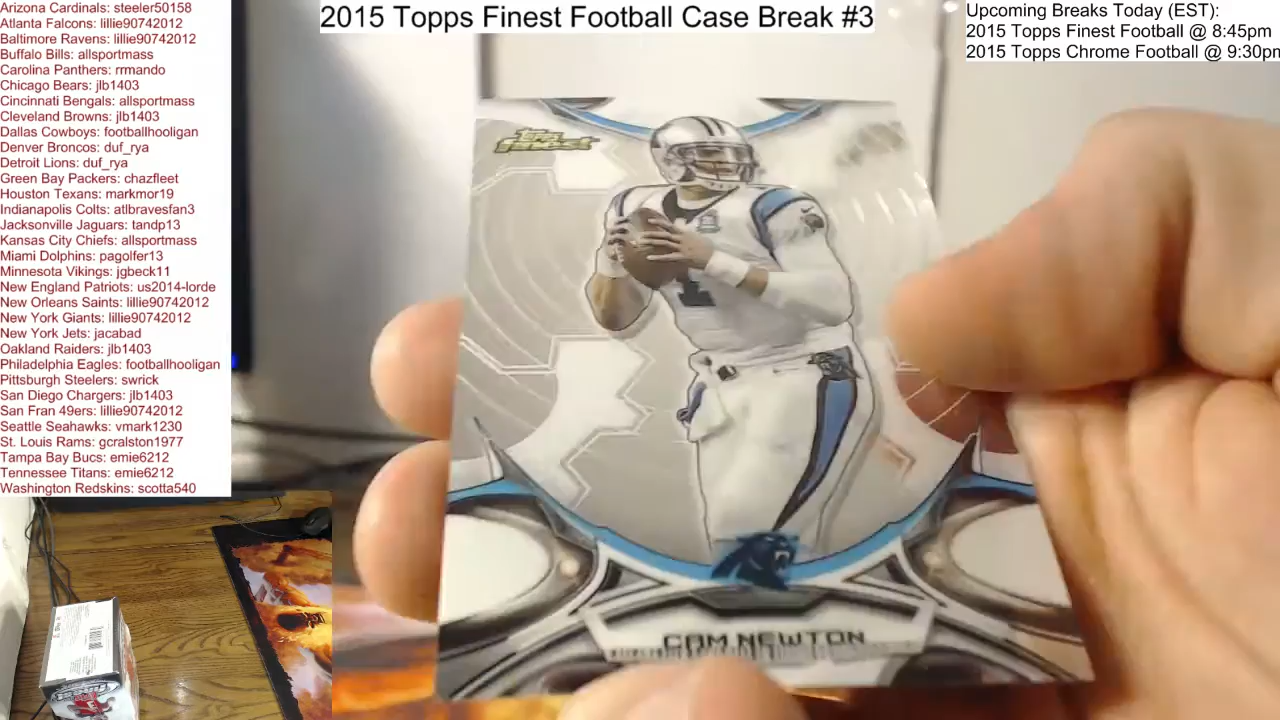 Arizona Cardinals: steeler50158
Atlanta Falcons: lillie90742012
Baltimore Ravens: lillie90742012
Buffalo Bills: allsportmass
Carolina Panthers: rrmando
Chicago Bears: jlb1403
Cincinnati Bengals: allsportmass
Cleveland Browns: jlb1403
Dallas Cowboys: footballhooligan
Denver Broncos: duf_rya
Detroit Lions: duf_rya
Green Bay Packers: chazfleet
Houston Texans: markmor19
Indianapolis Colts: atlbravesfan3
Jacksonville Jaguars: tandp13
Kansas City Chiefs: allsportmass
Miami Dolphins: pagolfer13
Minnesota Vikings: jgbeck11
New England Patriots: us2014-lorde
New Orleans Saints: lillie90742012
New York Giants: lillie90742012
New York Jets: jacabad
Oakland Raiders: jlb1403
Philadelphia Eagles: footballhooligan
Pittsburgh Steelers: swrick
San Diego Chargers: jlb1403
San Fran 49ers: lillie90742012
Seattle Seahawks: vmark1230
St. Louis Rams: gcralston1977
Tampa Bay Bucs: emie6212
Tennessee Titans: emie6212
Washington Redskins: scotta540
2015 Topps Finest Football Case Break #3
Upcoming Breaks Today (EST):
2015 Topps Finest Football @ 8:45pm
2015 Topps Chrome Football @ 9:30pm
Topps
Finest
1
CAM NEWTON